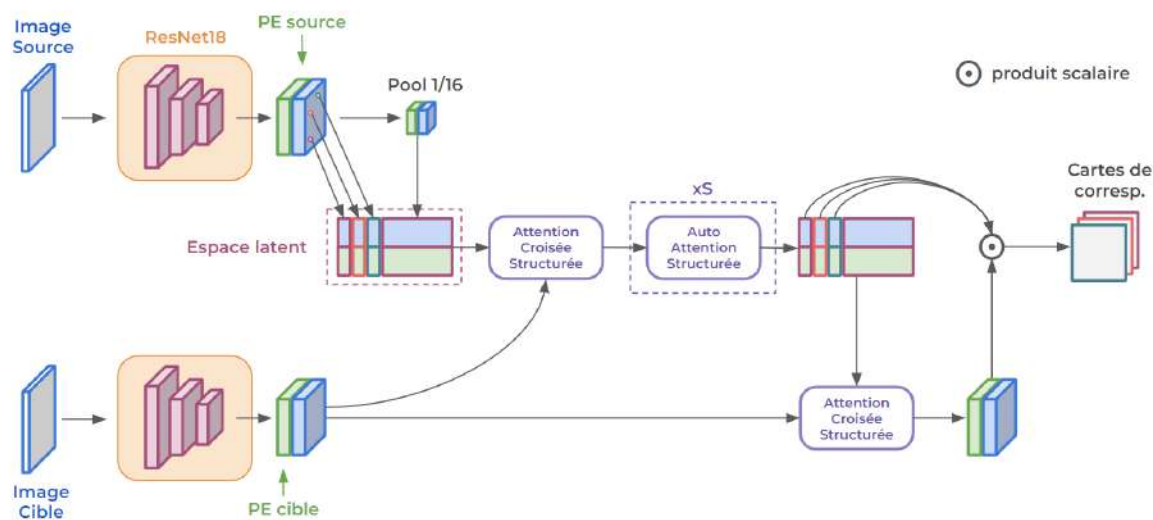 Image
Source
ResNet18
PE source
Pool 1/16
produit scalaire
Cartes de
corresp.
xS
Espace latent
Attention
Croisée
Structurée
Auto
Attention
Structurée
Attention
Croisée
Structurée
Image
Cible
PE cible